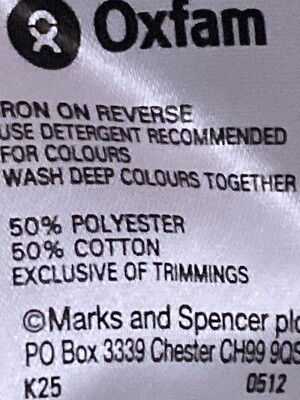 Oxfam
RON ON REVERSE
USE DETERGENT RECOMMENDED
FOR COLOURS
WASH DEEP COLOURS TOGETHER
50% POLYESTER
50% COTTON
EXCLUSIVE OF TRIMMINGS
©Marks and Spencer plc
PO Box 3339 Chester CH99 9QS
K25 0512